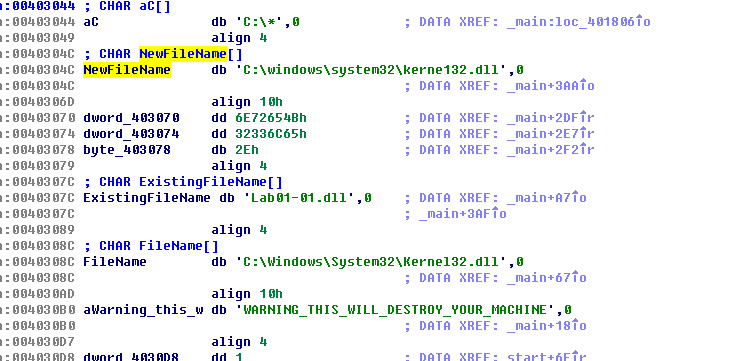 a:00403044 ; CHAR aC[]
a:00403044 aC db 'C:\*',0 ; DATA XREF: _main:loc_401806↑o
a:00403049 align 4
a:0040304C ; CHAR NewFileName[]
a:0040304C NewFileName db 'C:\windows\system32\kerne132.dll',0
a:0040304C ; DATA XREF: _main+3AA↑o
a:0040306D align 10h
a:00403070 dword_403070 dd 6E72654Bh ; DATA XREF: _main+2DF↑r
a:00403074 dword_403074 dd 32336C65h ; DATA XREF: _main+2E7↑r
a:00403078 byte_403078 db 2Eh ; DATA XREF: _main+2F2↑r
a:00403079 align 4
a:0040307C ; CHAR ExistingFileName[]
a:0040307C ExistingFileName db 'Lab01-01.dll',0 ; DATA XREF: _main+A7↑o
a:0040307C ; _main+3AF↑o
a:00403089 align 4
a:0040308C ; CHAR FileName[]
a:0040308C FileName db 'C:\Windows\System32\Kernel32.dll',0
a:0040308C ; DATA XREF: _main+67↑o
a:004030AD align 10h
a:004030B0 aWarning_this_w db 'WARNING_THIS_WILL_DESTROY_YOUR_MACHINE',0
a:004030B0 ; DATA XREF: _main+18↑o
a:004030D7 align 4
a:004030D8 dword_4030D8 dd 1 ; DATA XREF: start+6E↑r